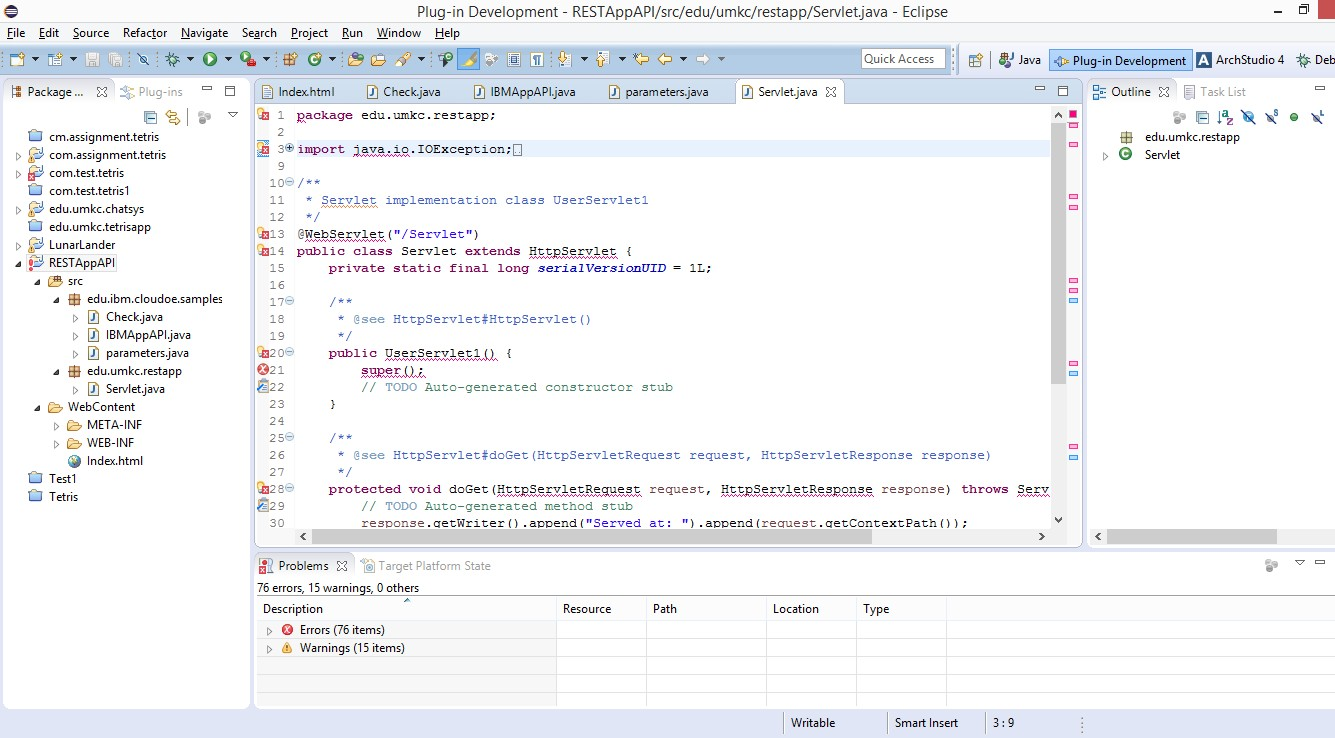 Plug-in Development - RESTAppAPI/src/edu/umkc/restapp/Servlet.java - Eclipse
File Edit Source Refactor Navigate Search Project Run Window Help
Quick Access
Java
Plug-in Development
ArchStudio 4
Deb
Package ...
Plug-ins
cm.assignment.tetris
com.assignment.tetris
com.test.tetris
com.test.tetris1
edu.umkc.chatsys
edu.umkc.tetrisapp
LunarLander
RESTAppAPI
src
edu.ibm.cloudoe.samples
Check.java
IBMAppAPI.java
parameters.java
edu.umkc.restapp
Servlet.java
WebContent
META-INF
WEB-INF
Index.html
Test1
Tetris
Index.html
Check.java
IBMAppAPI.java
parameters.java
Servlet.java
1 package edu.umkc.restapp;
2
3 import java.io.IOException;
9
10 /**
11 * Servlet implementation class UserServlet1
12 */
13 @WebServlet("/Servlet")
14 public class Servlet extends HttpServlet {
15 private static final long serialVersionUID = 1L;
16
17 /**
18 * @see HttpServlet#HttpServlet()
19 */
20 public UserServlet1() {
21 super();
22 // TODO Auto-generated constructor stub
23 }
24
25 /**
26 * @see HttpServlet#doGet(HttpServletRequest request, HttpServletResponse response)
27 */
28 protected void doGet(HttpServletRequest request, HttpServletResponse response) throws Serv
29 // TODO Auto-generated method stub
30 response.getWriter().append("Served at: ").append(request.getContextPath());
Outline
Task List
edu.umkc.restapp
Servlet
Problems
Target Platform State
76 errors, 15 warnings, 0 others
Description Resource Path Location Type
Errors (76 items)
Warnings (15 items)
Writable Smart Insert 3 : 9